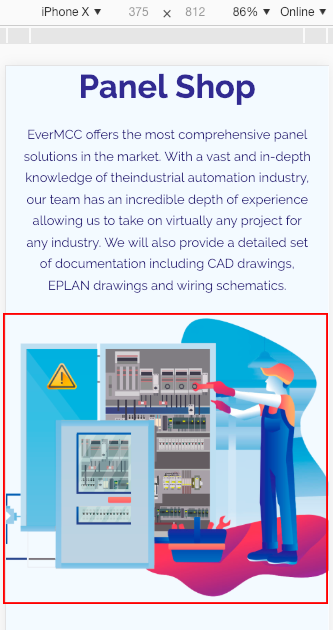 iPhone X ▼ 375 × 812 86% ▼ Online ▼
Panel Shop
EverMCC offers the most comprehensive panel
solutions in the market. With a vast and in-depth
knowledge of theindustrial automation industry,
our team has an incredible depth of experience
allowing us to take on virtually any project for
any industry. We will also provide a detailed set
of documentation including CAD drawings,
EPLAN drawings and wiring schematics.